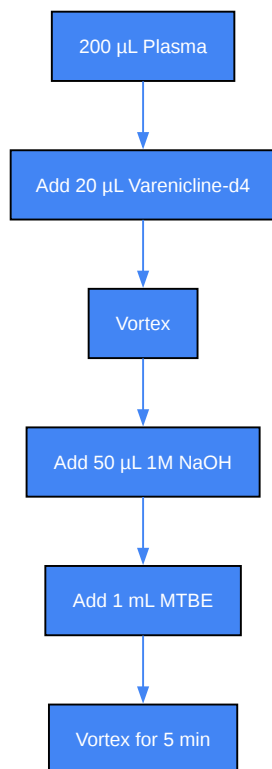 200 µL Plasma
Add 20 µL Varenicline-d4
Vortex
Add 50 µL 1M NaOH
Add 1 mL MTBE
Vortex for 5 min